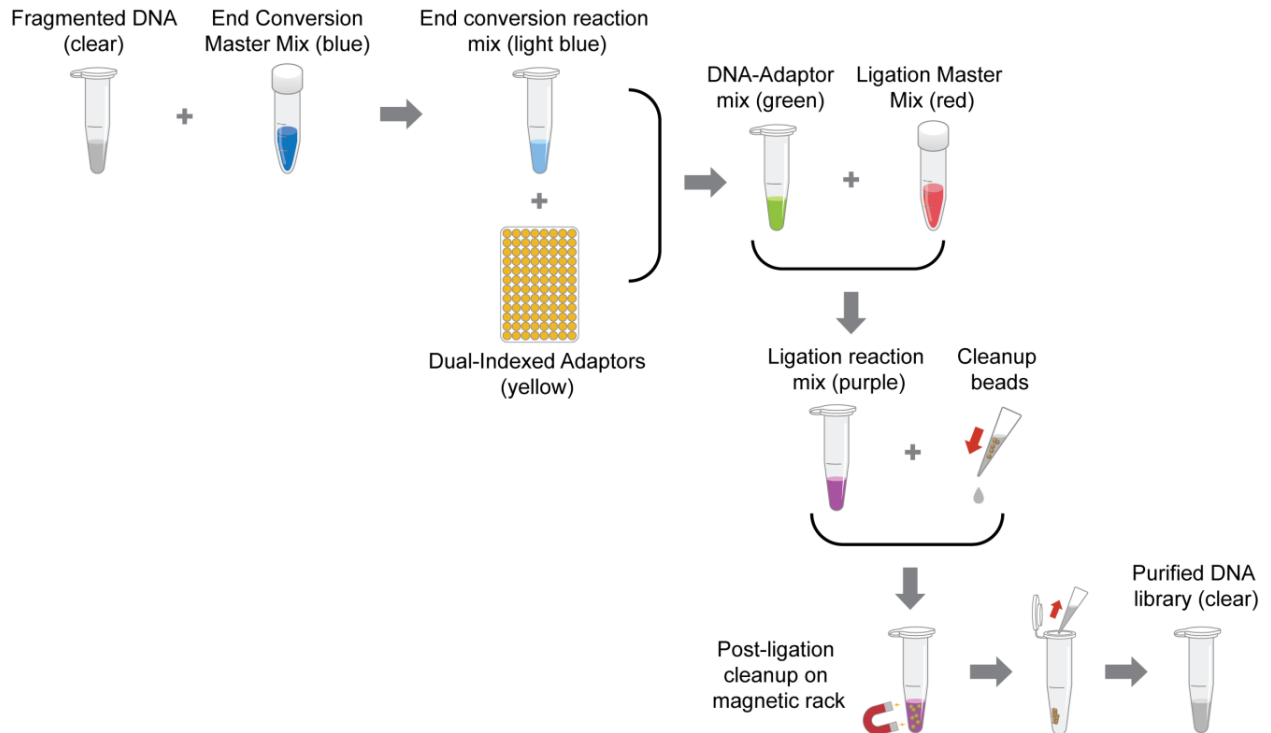 Fragmented DNA
(clear)
+
End Conversion
Master Mix (blue)
End conversion reaction
mix (light blue)
+
Dual-Indexed Adaptors
(yellow)
DNA-Adaptor
mix (green)
+
Ligation Master
Mix (red)
Ligation reaction
mix (purple)
+
Cleanup
beads
Post-ligation
cleanup on
magnetic rack
Purified DNA
library (clear)